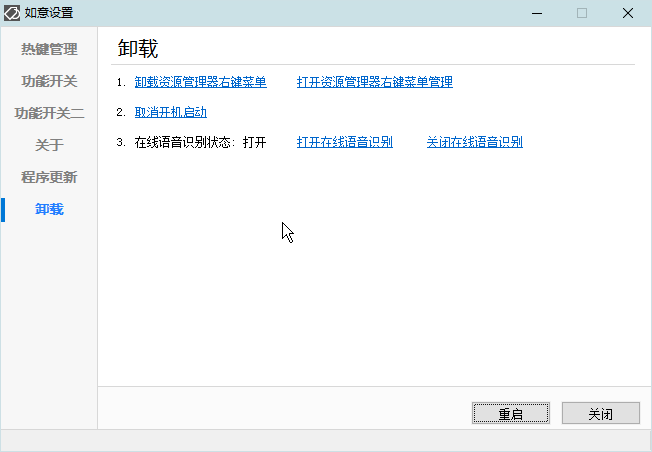 如意设置
热键管理
功能开关
功能开关二
关于
程序更新
卸载
卸载
1. 卸载资源管理器右键菜单 打开资源管理器右键菜单管理
2. 取消开机启动
3. 在线语音识别状态: 打开 打开在线语音识别 关闭在线语音识别
重启 关闭